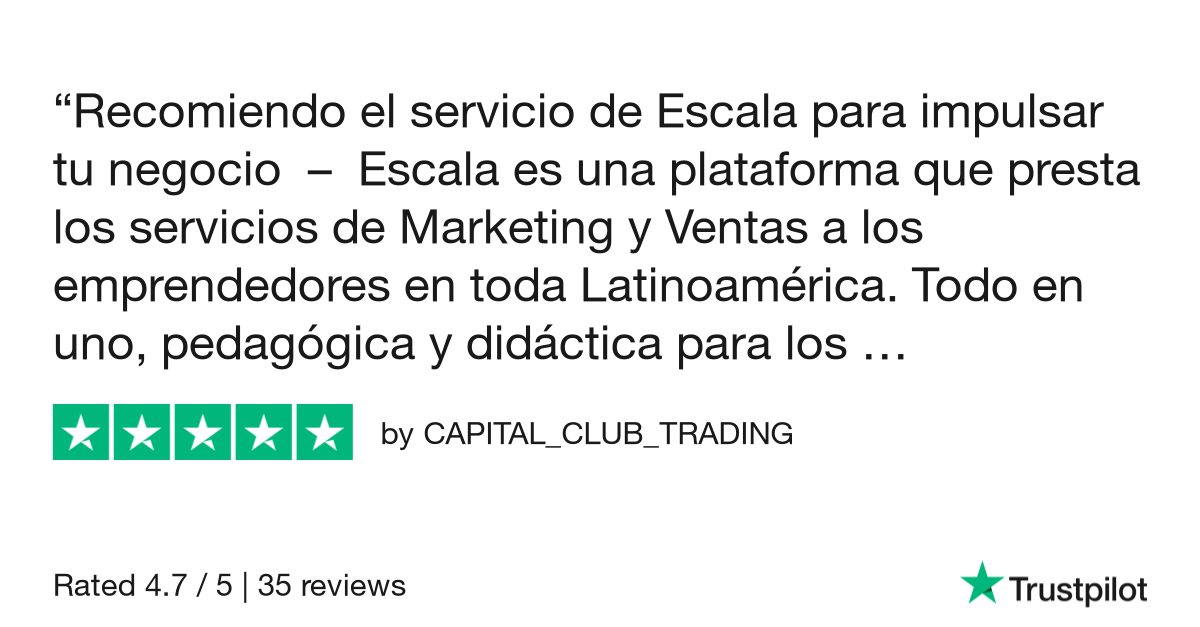 “Recomiendo el servicio de Escala para impulsar
tu negocio – Escala es una plataforma que presta
los servicios de Marketing y Ventas a los
emprendedores en toda Latinoamérica. Todo en
uno, pedagógica y didáctica para los …
by CAPITAL_CLUB_TRADING
Rated 4.7 / 5 | 35 reviews
Trustpilot